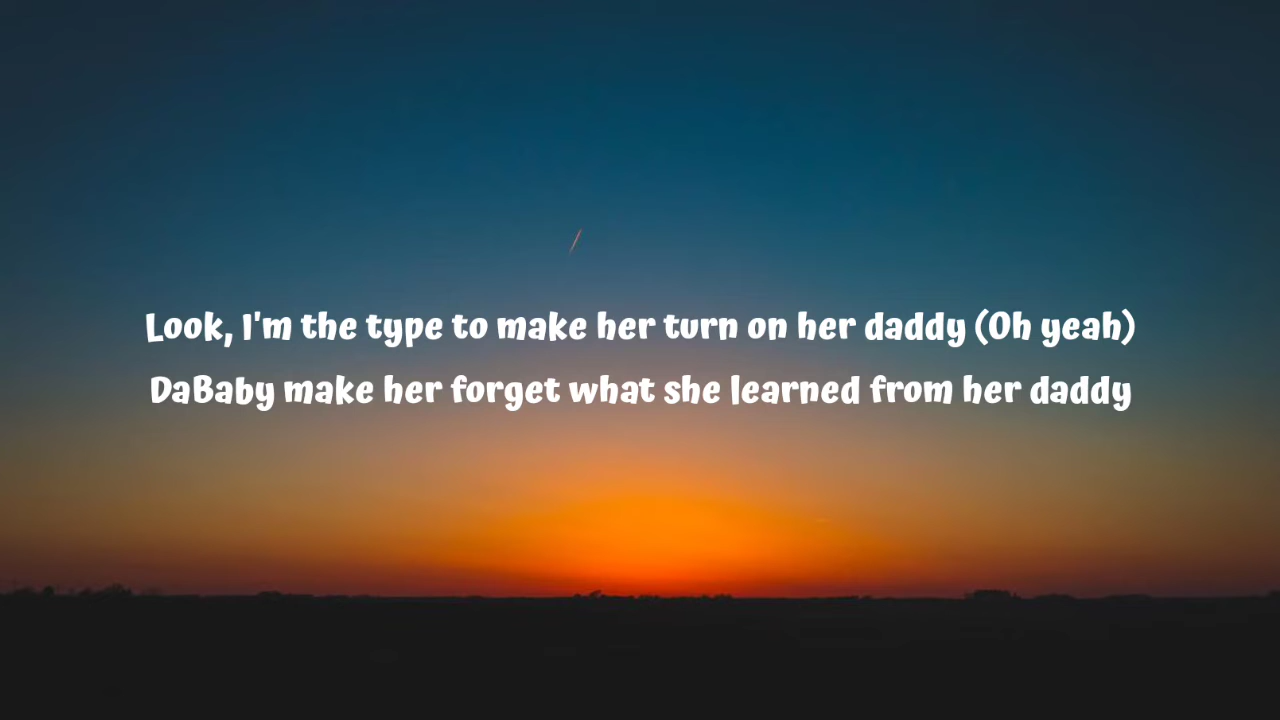 Look, I'm the type to make her turn on her daddy (Oh yeah)
DaBaby make her forget what she learned from her daddy